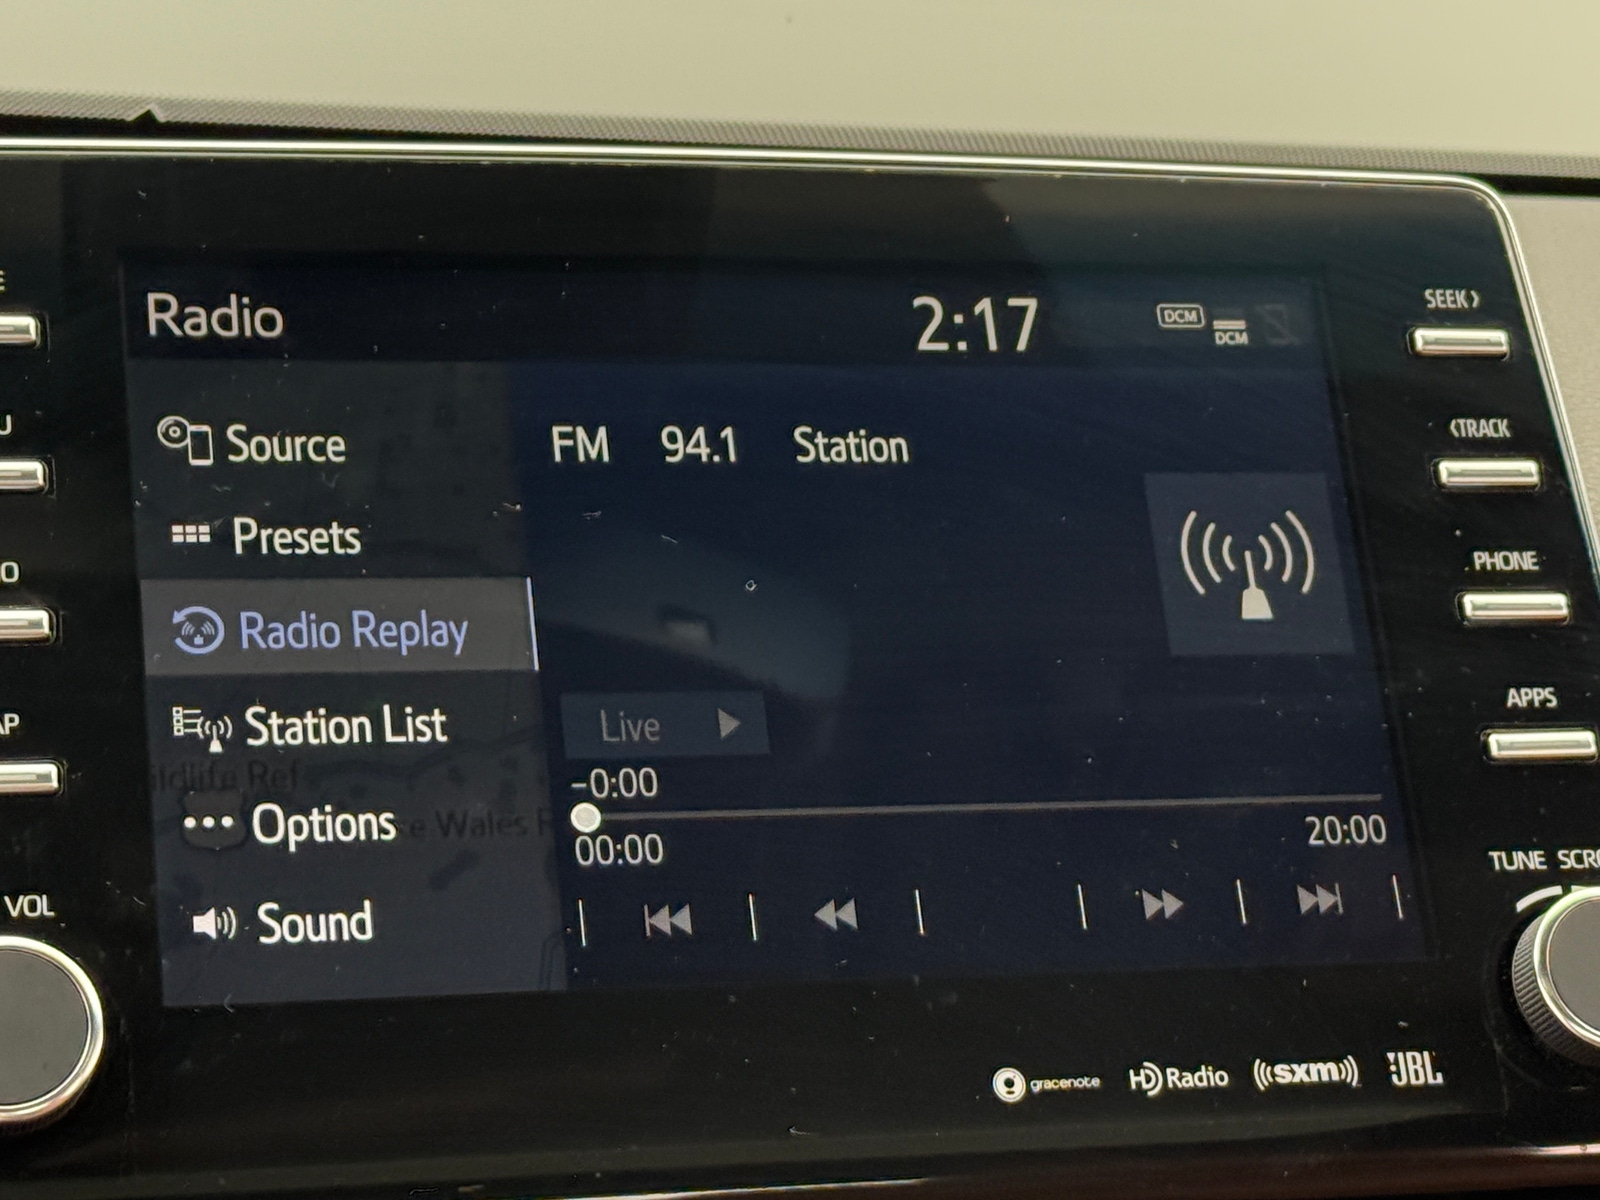 Radio
2:17
DCM
DCM
SEEK >
Source
FM 94.1 Station
< TRACK
Presets
Radio Replay
PHONE
Station List
Live
APPS
-0:00
Options
00:00
20:00
TUNE
Sound
VOL
gracenote
HD Radio
((sxm))
JBL